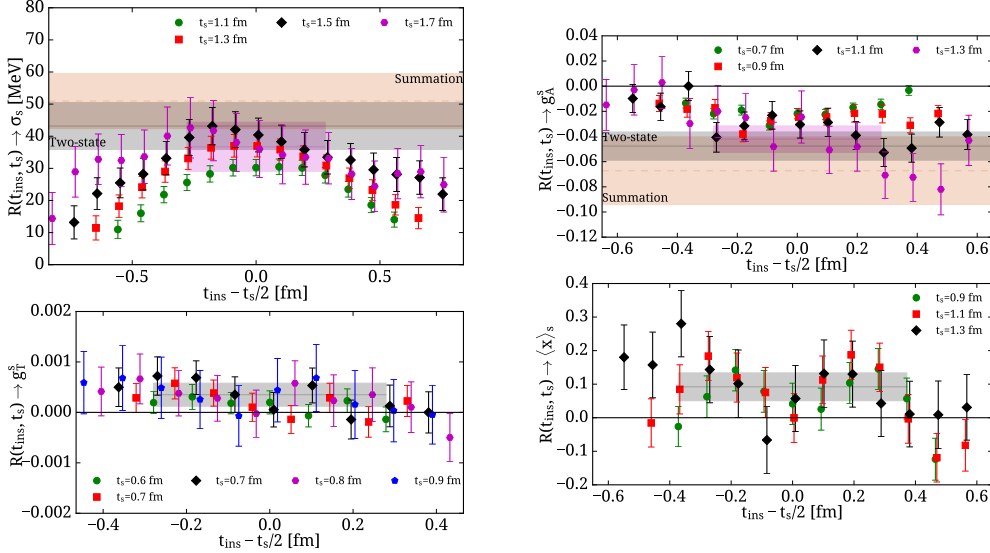 R(t_ins, t_s) → σ_s [MeV]
80
70
60
50
40
30
20
10
0
t_s=1.1 fm
t_s=1.3 fm
t_s=1.5 fm
t_s=1.7 fm
Summation
Two-state
−0.5 0.0 0.5
t_ins − t_s/2 [fm]
R(t_ins, t_s) → g_A^s
0.00
−0.02
−0.04
−0.06
−0.08
−0.10
−0.12
t_s=0.7 fm
t_s=0.9 fm
t_s=1.1 fm
t_s=1.3 fm
Two-state
Summation
−0.6 −0.4 −0.2 0.0 0.2 0.4 0.6
t_ins − t_s/2 [fm]
R(t_ins, t_s) → g_T^s
0.002
0.001
0.000
−0.001
−0.002
t_s=0.6 fm
t_s=0.7 fm
t_s=0.7 fm
t_s=0.8 fm
t_s=0.9 fm
−0.4 −0.2 0.0 0.2 0.4
t_ins − t_s/2 [fm]
R(t_ins, t_s) → ⟨x⟩_s
0.4
0.3
0.2
0.1
0.0
−0.1
−0.2
t_s=0.9 fm
t_s=1.1 fm
t_s=1.3 fm
−0.6 −0.4 −0.2 0.0 0.2 0.4 0.6
t_ins − t_s/2 [fm]